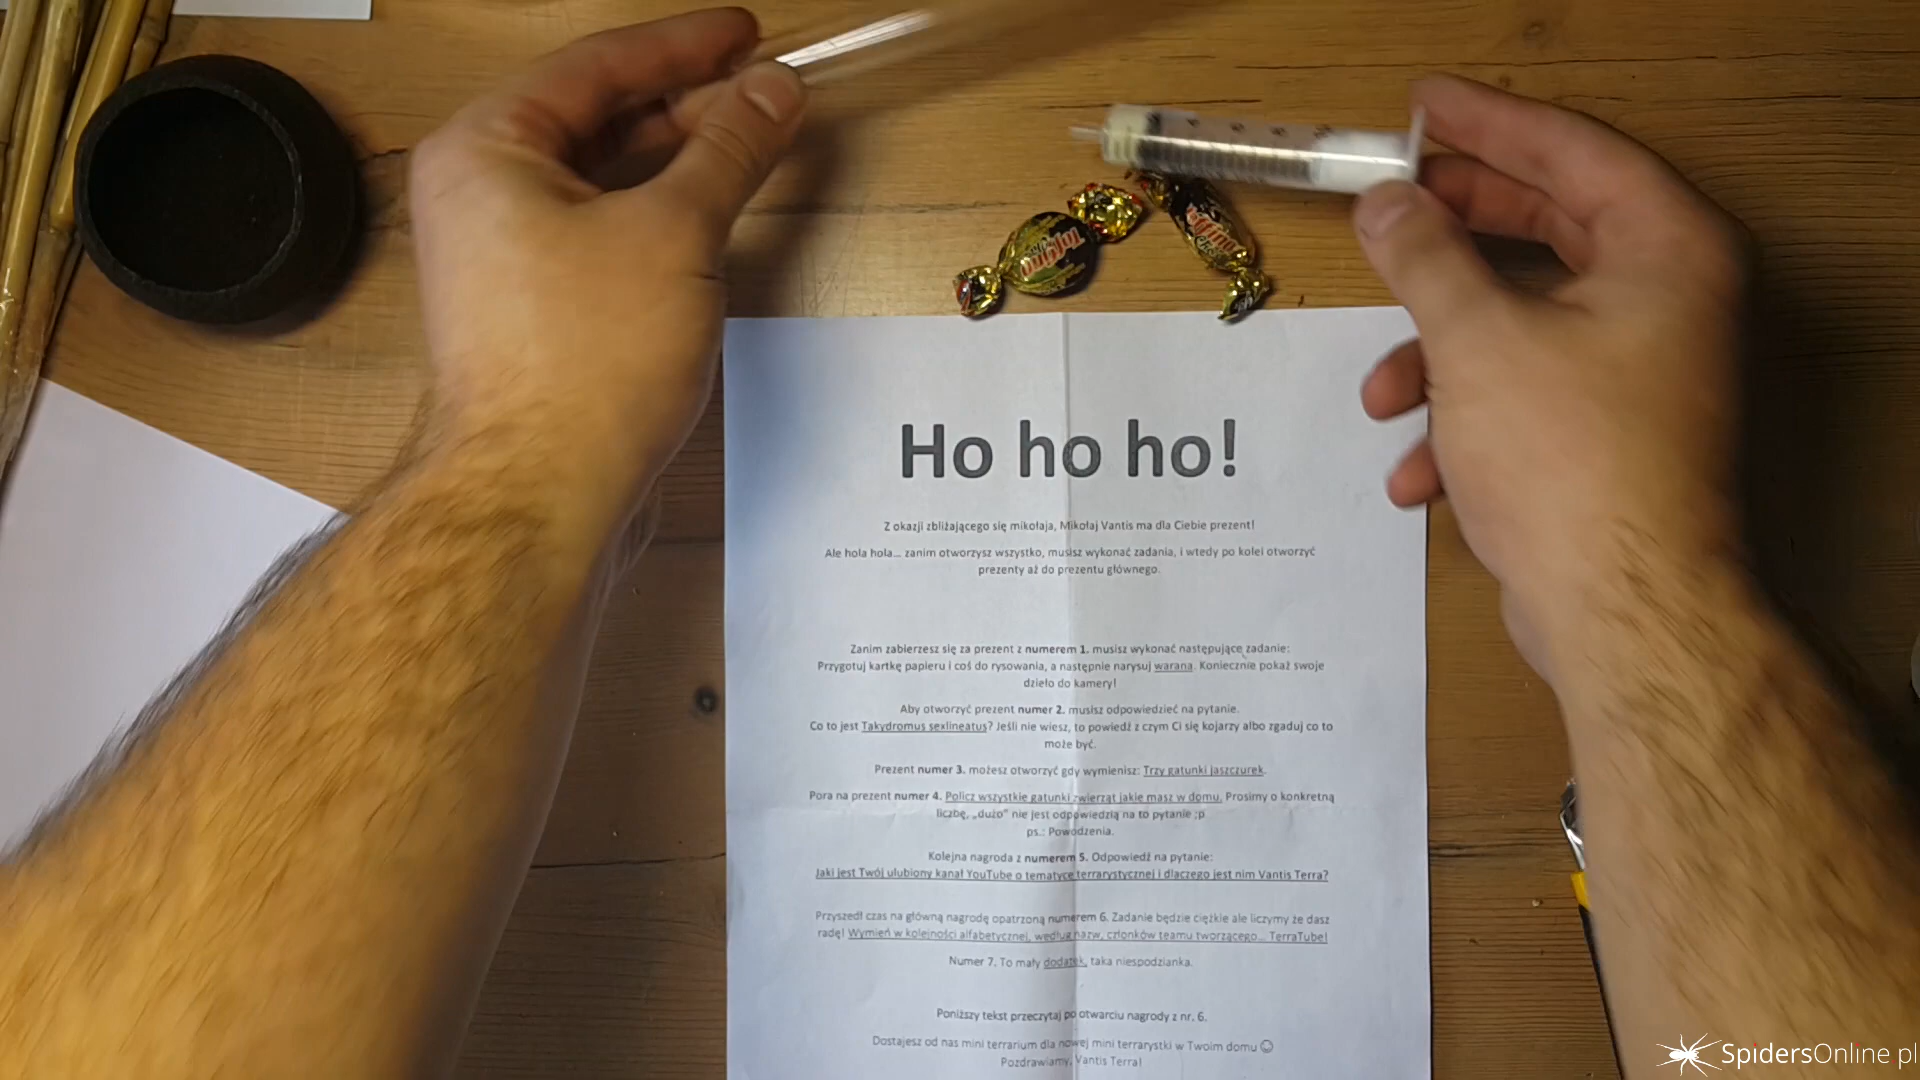 Toffino
Choco
Toffino
Cho
4
6
8
10
Ho ho ho!
Z okazji zbliżającego się mikołaja, Mikołaj Vantis ma dla Ciebie prezent!
Ale hola hola... zanim otworzysz wszystko, musisz wykonać zadania, i wtedy po kolei otworzyć
prezenty aż do prezentu głównego.
Zanim zabierzesz się za prezent z numerem 1. musisz wykonać następujące zadanie:
Przygotuj kartkę papieru i coś do rysowania, a następnie narysuj warana. Koniecznie pokaż swoje
dzieło do kamery!
Aby otworzyć prezent numer 2. musisz odpowiedzieć na pytanie.
Co to jest Takydromus sexlineatus? Jeśli nie wiesz, to powiedź z czym Ci się kojarzy albo zgaduj co to
może być.
Prezent numer 3. możesz otworzyć gdy wymienisz: Trzy gatunki jaszczurek.
Pora na prezent numer 4. Policz wszystkie gatunki zwierząt jakie masz w domu. Prosimy o konkretną
liczbę, „dużo” nie jest odpowiedzią na to pytanie ;p
ps.: Powodzenia.
Kolejna nagroda z numerem 5. Odpowiedź na pytanie:
Jaki jest Twój ulubiony kanał YouTube o tematyce terrarystycznej i dlaczego jest nim Vantis Terra?
Przyszedł czas na główną nagrodę opatrzoną numerem 6. Zadanie będzie ciężkie ale liczymy że dasz
radę! Wymień w kolejności alfabetycznej, według nazw, członków teamu tworzącego... TerraTube!
Numer 7. To mały dodatek, taka niespodzianka.
Poniższy tekst przeczytaj po otwarciu nagrody z nr. 6.
Dostajesz od nas mini terrarium dla nowej mini terrarystki w Twoim domu ☺
Pozdrawiamy, Vantis Terra!
SpidersOnline.pl